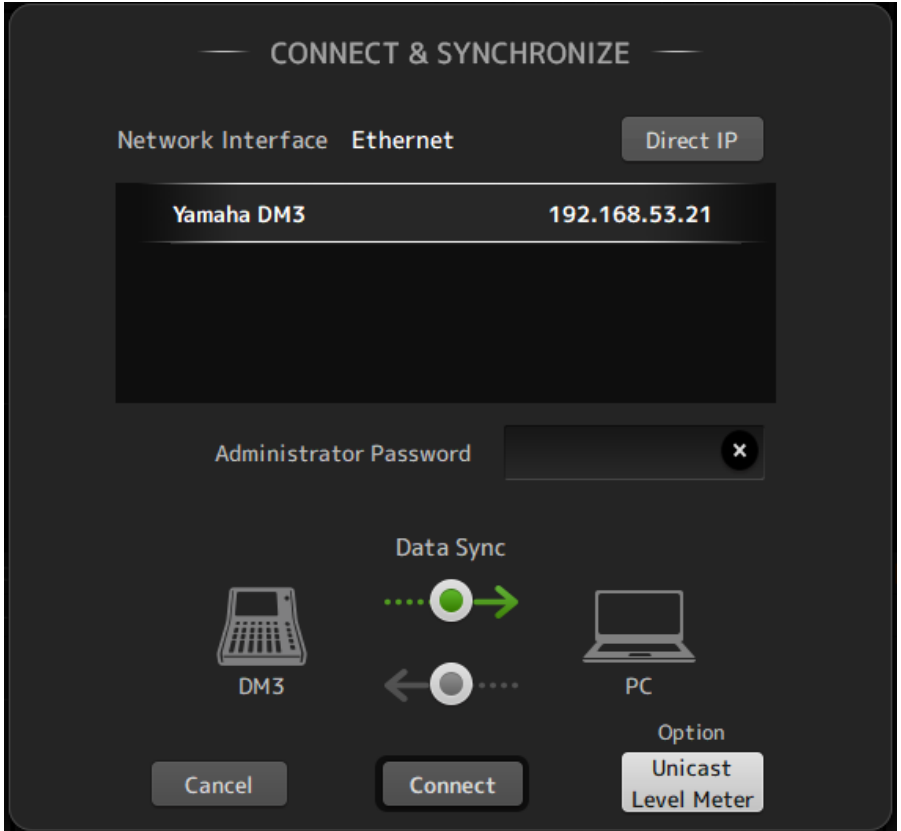 CONNECT & SYNCHRONIZE
Network Interface Ethernet Direct IP
Yamaha DM3 192.168.53.21
Administrator Password
Data Sync
DM3 PC
Option
Cancel Connect Unicast
Level Meter